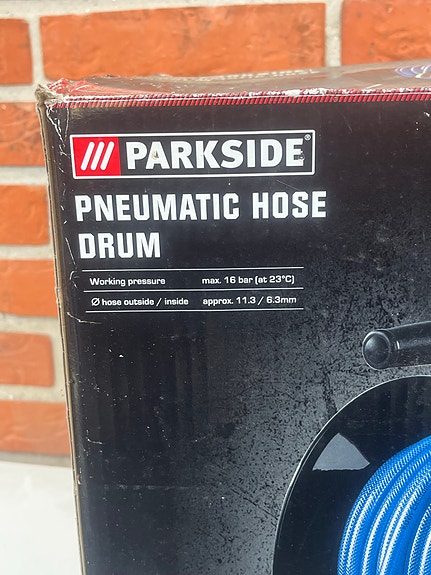 /// PARKSIDE®
PNEUMATIC HOSE
DRUM
Working pressure max. 16 bar (at 23°C)
Ø hose outside / inside approx. 11.3 / 6.3mm